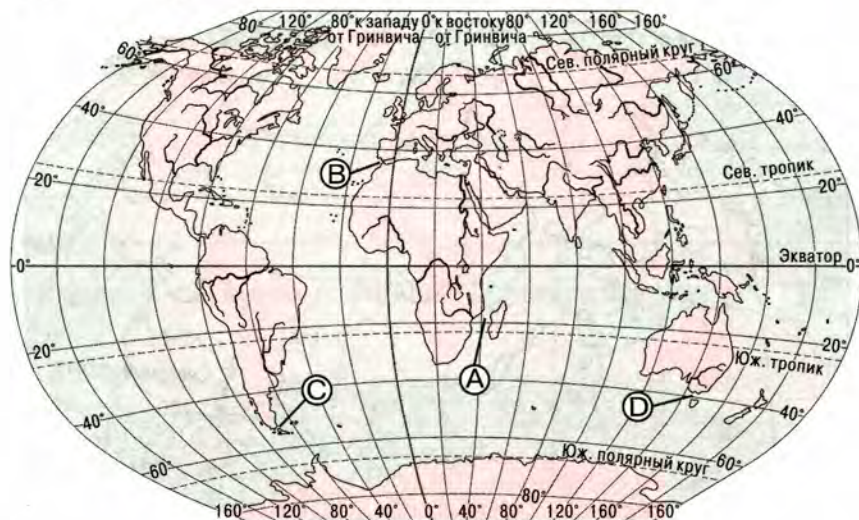 80° 120° 80° к западу 0° к востоку 80° 120° 160°
от Гринвича от Гринвича
60° Сев. полярный круг 60°
40° 40°
B
Сев. тропик
20° 20°
Экватор
0° 0°
20° 20°
A Юж. тропик
C D
40° 40°
60° Юж. полярный круг 60°
80° 80°
160° 120° 80° 40° 0° 40° 80° 120° 160°